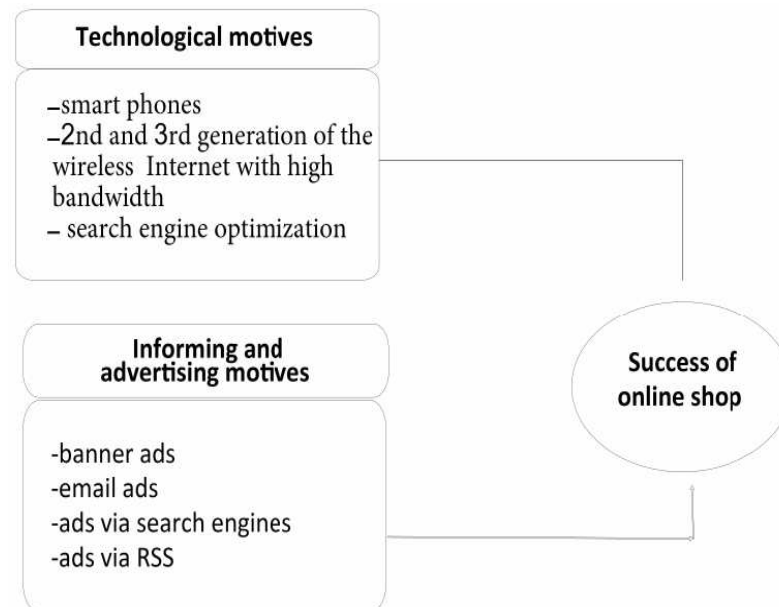 Technological motives
–smart phones
–2nd and 3rd generation of the
wireless Internet with high
bandwidth
– search engine optimization
Informing and
advertising motives
-banner ads
-email ads
-ads via search engines
-ads via RSS
Success of
online shop